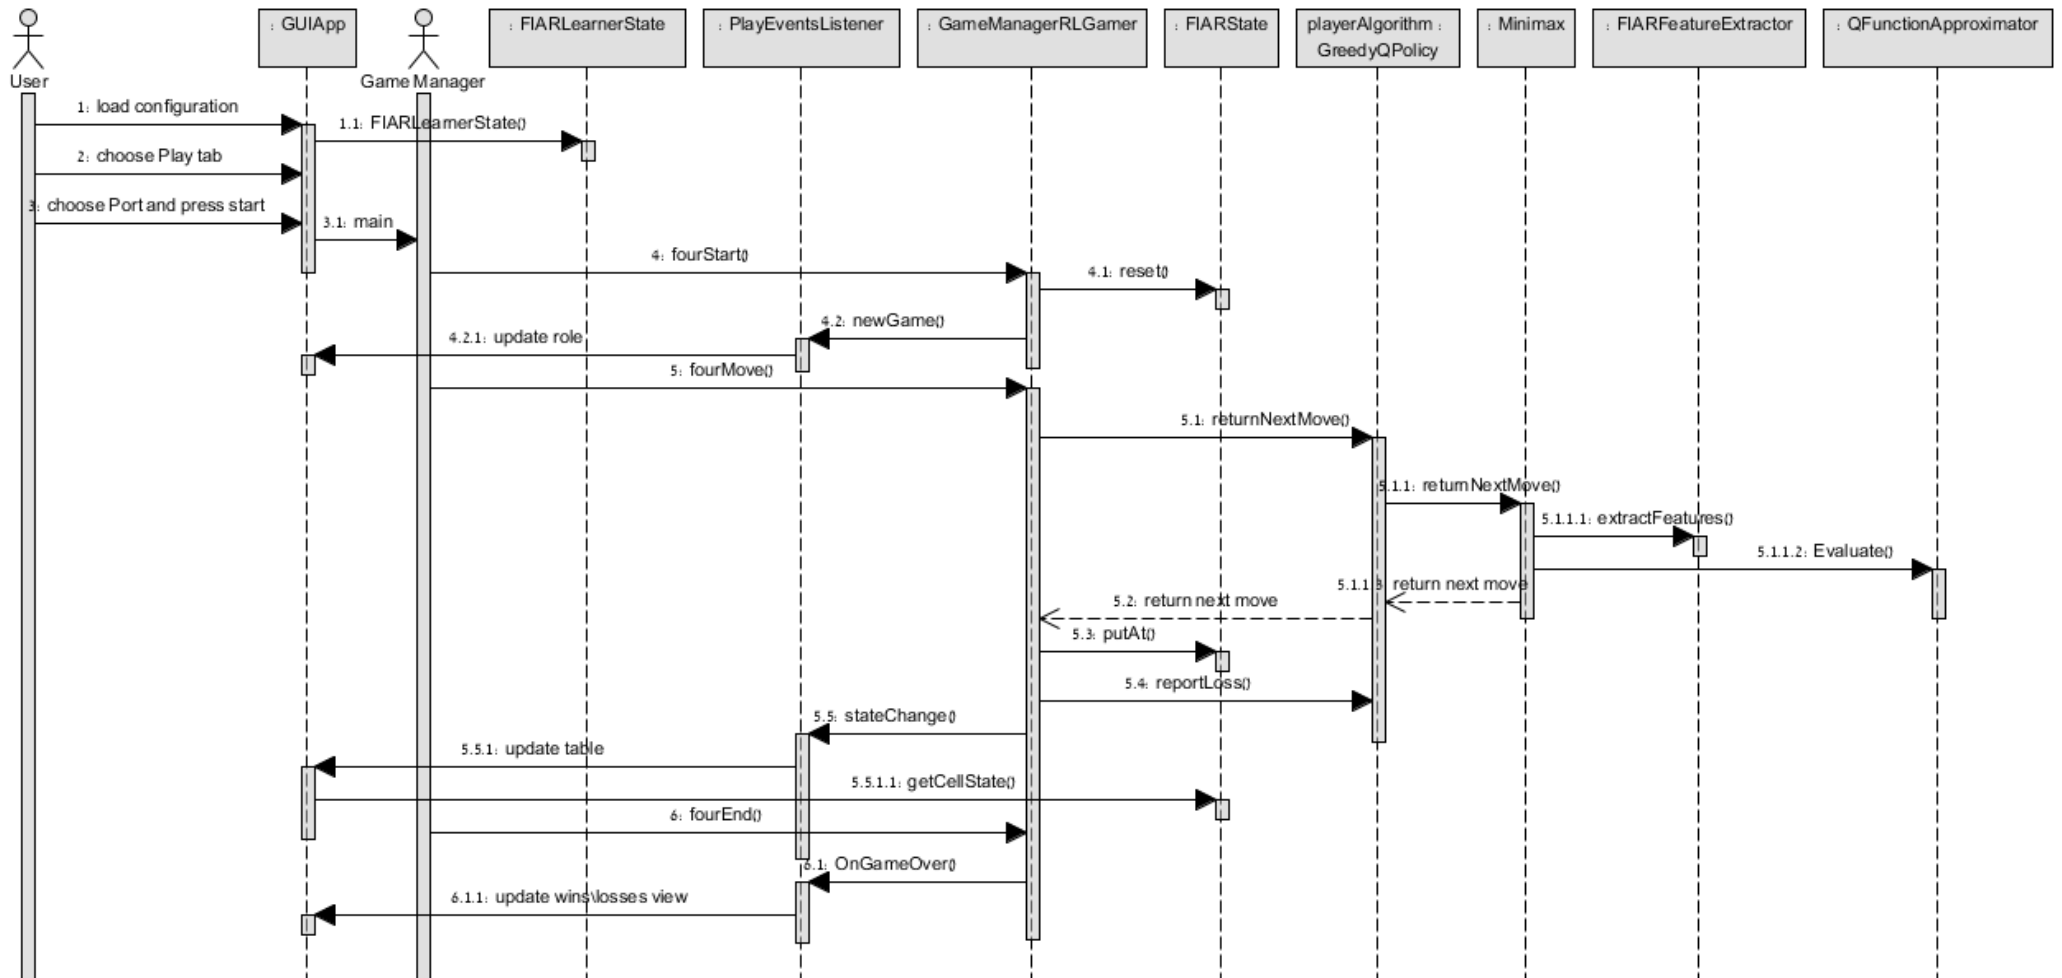 : GUIApp
: FIARLearnerState
: PlayEventsListener
: GameManagerRLGamer
: FIARState
playerAlgorithm :
GreedyQPolicy
: Minimax
: FIARFeatureExtractor
: QFunctionApproximator
User
Game Manager
1: load configuration
1.1: FIARLearnerState()
2: choose Play tab
3: choose Port and press start
3.1: main
4: fourStart()
4.1: reset()
4.2: newGame()
4.2.1: update role
5: fourMove()
5.1: returnNextMove()
5.1.1: returnNextMove()
5.1.1.1: extractFeatures()
5.1.1.2: Evaluate()
5.1.1.3: return next move
5.2: return next move
5.3: putAt()
5.4: reportLoss()
5.5: stateChange()
5.5.1: update table
5.5.1.1: getCellState()
6: fourEnd()
6.1: OnGameOver()
6.1.1: update wins\losses view